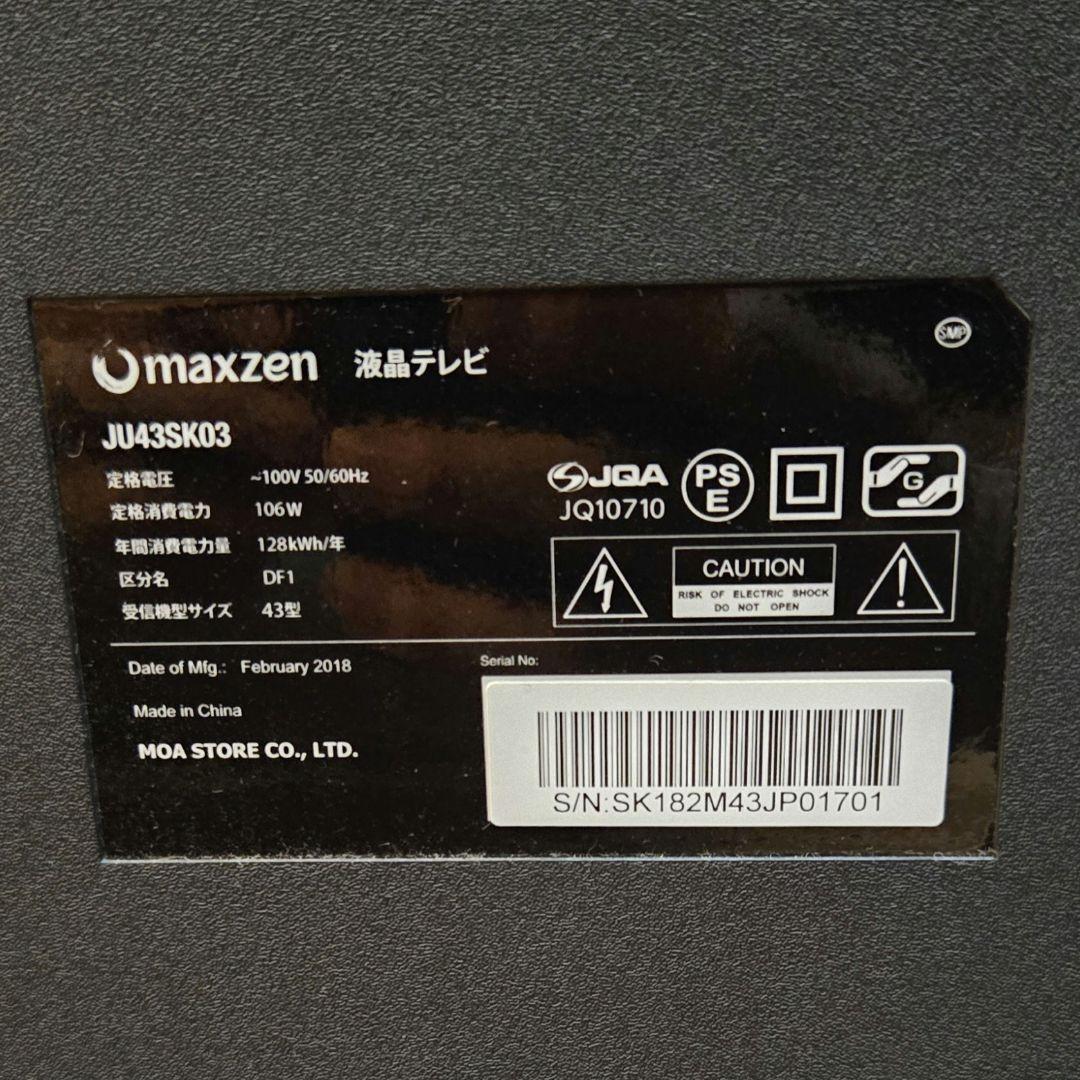 SMP
maxzen 液晶テレビ
JU43SK03
定格電圧 ~100V 50/60Hz
定格消費電力 106W
年間消費電力量 128kWh/年
区分名 DF1
受信機型サイズ 43型
JQA
JQ10710
PS
E
G
CAUTION
RISK OF ELECTRIC SHOCK
DO NOT OPEN
Date of Mfg.: February 2018
Made in China
MOA STORE CO., LTD.
Serial No:
S/N:SK182M43JP01701